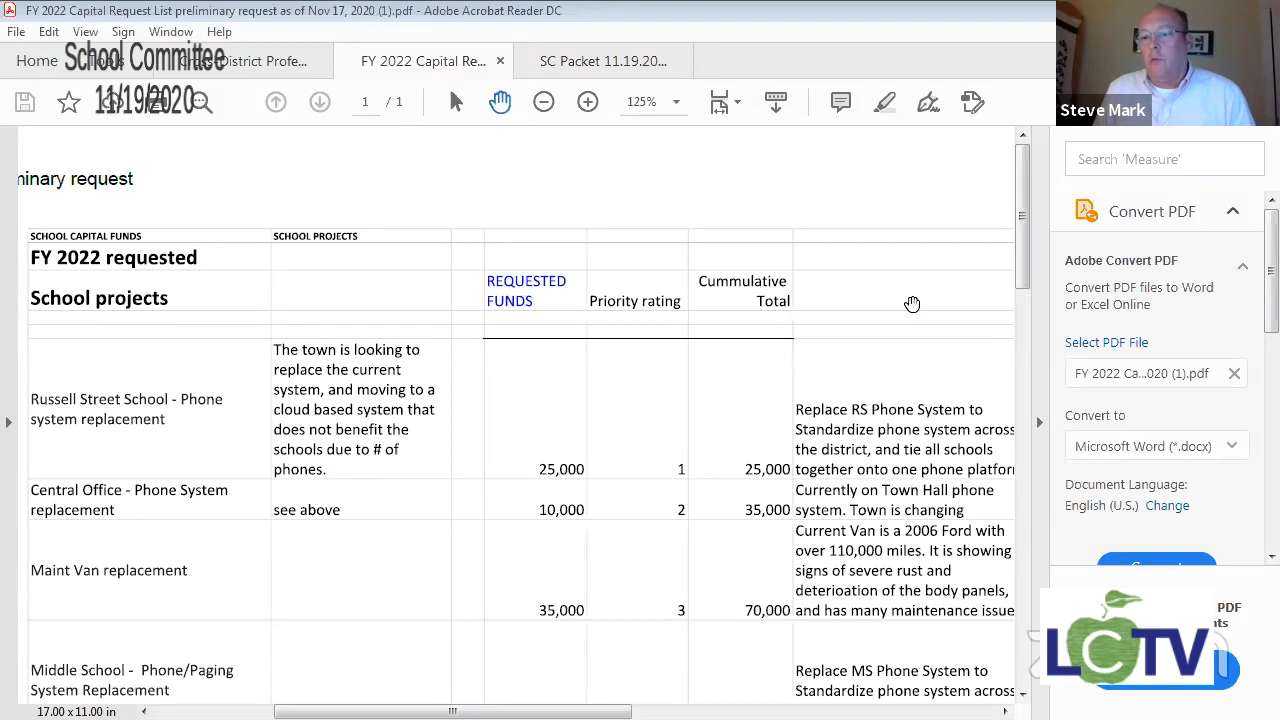 FY 2022 Capital Request List preliminary request as of Nov 17, 2020 (1).pdf - Adobe Acrobat Reader DC
File Edit View Sign Window Help
Home Tools Cross-District Profe... FY 2022 Capital Re... × SC Packet 11.19.20...
School Committee
11/19/2020
1 / 1 125%
Steve Mark
minary request
SCHOOL CAPITAL FUNDS SCHOOL PROJECTS
FY 2022 requested
School projects
REQUESTED
FUNDS
Priority rating
Cummulative
Total
Russell Street School - Phone
system replacement
The town is looking to
replace the current
system, and moving to a
cloud based system that
does not benefit the
schools due to # of
phones.
25,000 1 25,000
Replace RS Phone System to
Standardize phone system across
the district, and tie all schools
together onto one phone platforr
Central Office - Phone System
replacement
see above
10,000 2 35,000
Currently on Town Hall phone
system. Town is changing
Maint Van replacement
35,000 3 70,000
Current Van is a 2006 Ford with
over 110,000 miles. It is showing
signs of severe rust and
deterioation of the body panels,
and has many maintenance issue
Middle School - Phone/Paging
System Replacement
Replace MS Phone System to
Standardize phone system across
17.00 x 11.00 in
Search 'Measure'
Convert PDF
Adobe Convert PDF
Convert PDF files to Word
or Excel Online
Select PDF File
FY 2022 Ca...020 (1).pdf
Convert to
Microsoft Word (*.docx)
Document Language:
English (U.S.) Change
PDF
nts
LCTV